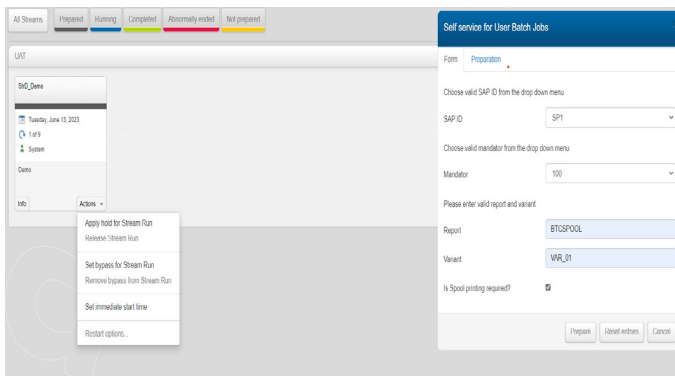 All Streams Prepared Running Completed Abnormally ended Not prepared
UAT
StrD_Demo
Tuesday, June 13, 2023
1 of 9
System
Demo
Info Actions
Apply hold for Stream Run
Release Stream Run
Set bypass for Stream Run
Remove bypass from Stream Run
Set immediate start time
Restart options...
Self service for User Batch Jobs
Form Preparation
Choose valid SAP ID from the drop down menu
SAP ID SP1
Choose valid mandator from the drop down menu
Mandator 100
Please enter valid report and variant
Report BTCSPOOL
Variant VAR_01
Is Spool printing required?
Prepare Reset entries Cancel